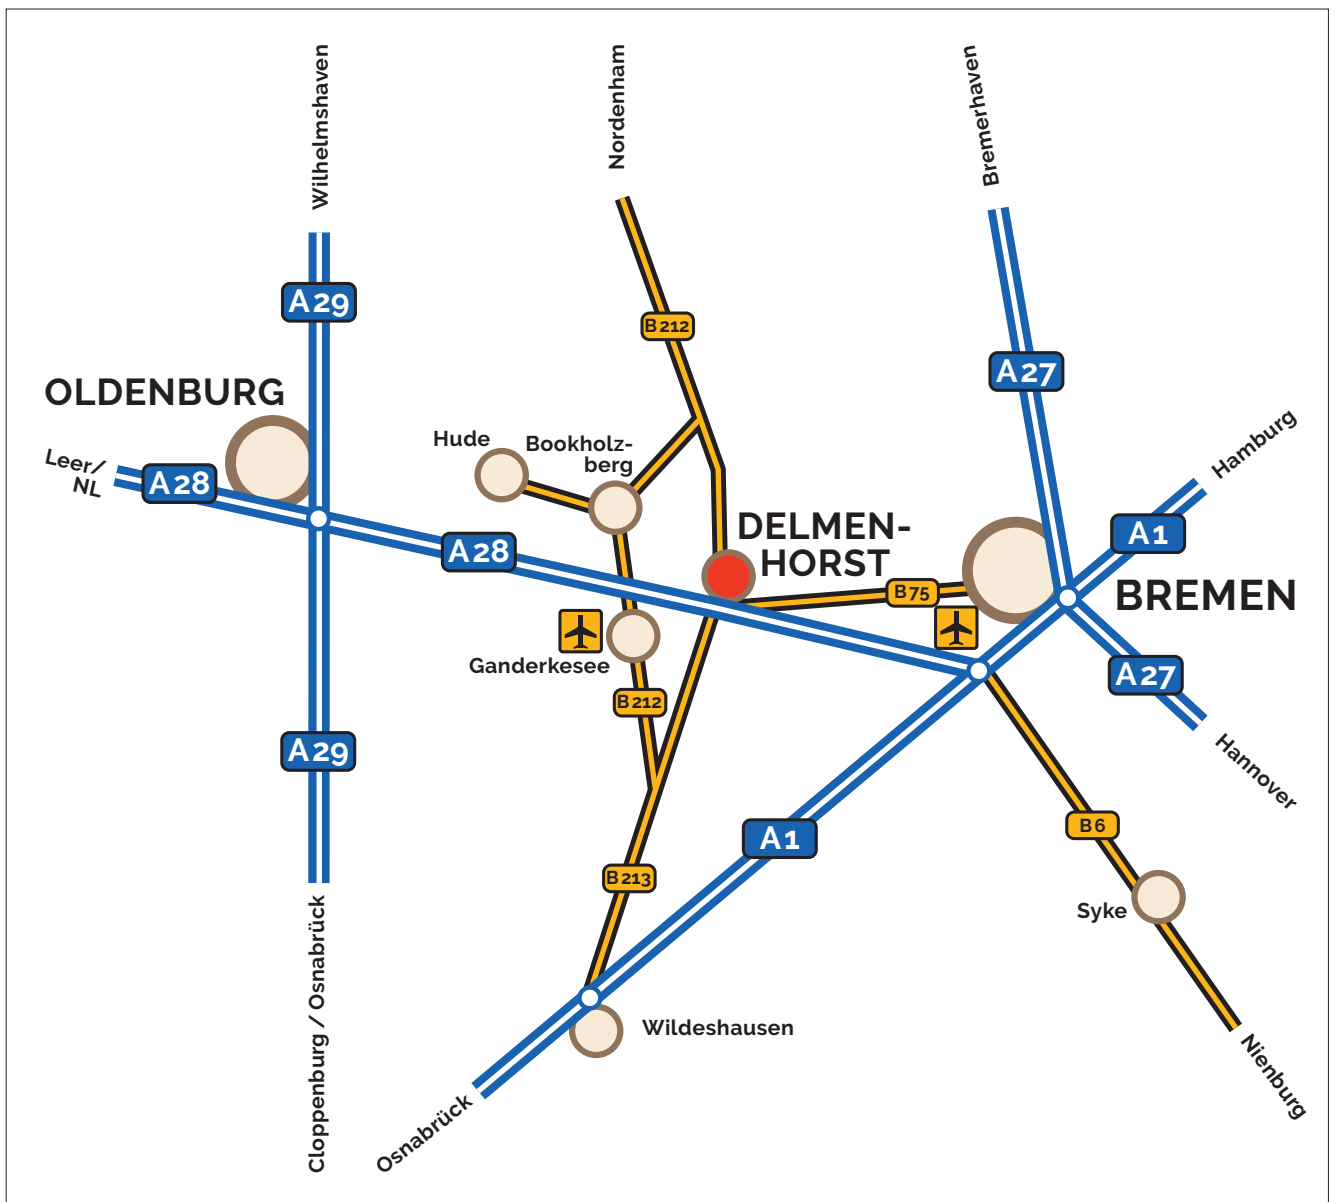 Wilhelmshaven
Nordenham
Bremerhaven
A29
B212
A27
OLDENBURG
Hamburg
Hude
Bookholz-
berg
Leer/
NL
A28
A28
DELMEN-
HORST
A1
B75
BREMEN
Ganderkesee
A27
B212
Hannover
A29
A1
B6
B213
Syke
Cloppenburg / Osnabrück
Wildeshausen
Nienburg
Osnabrück